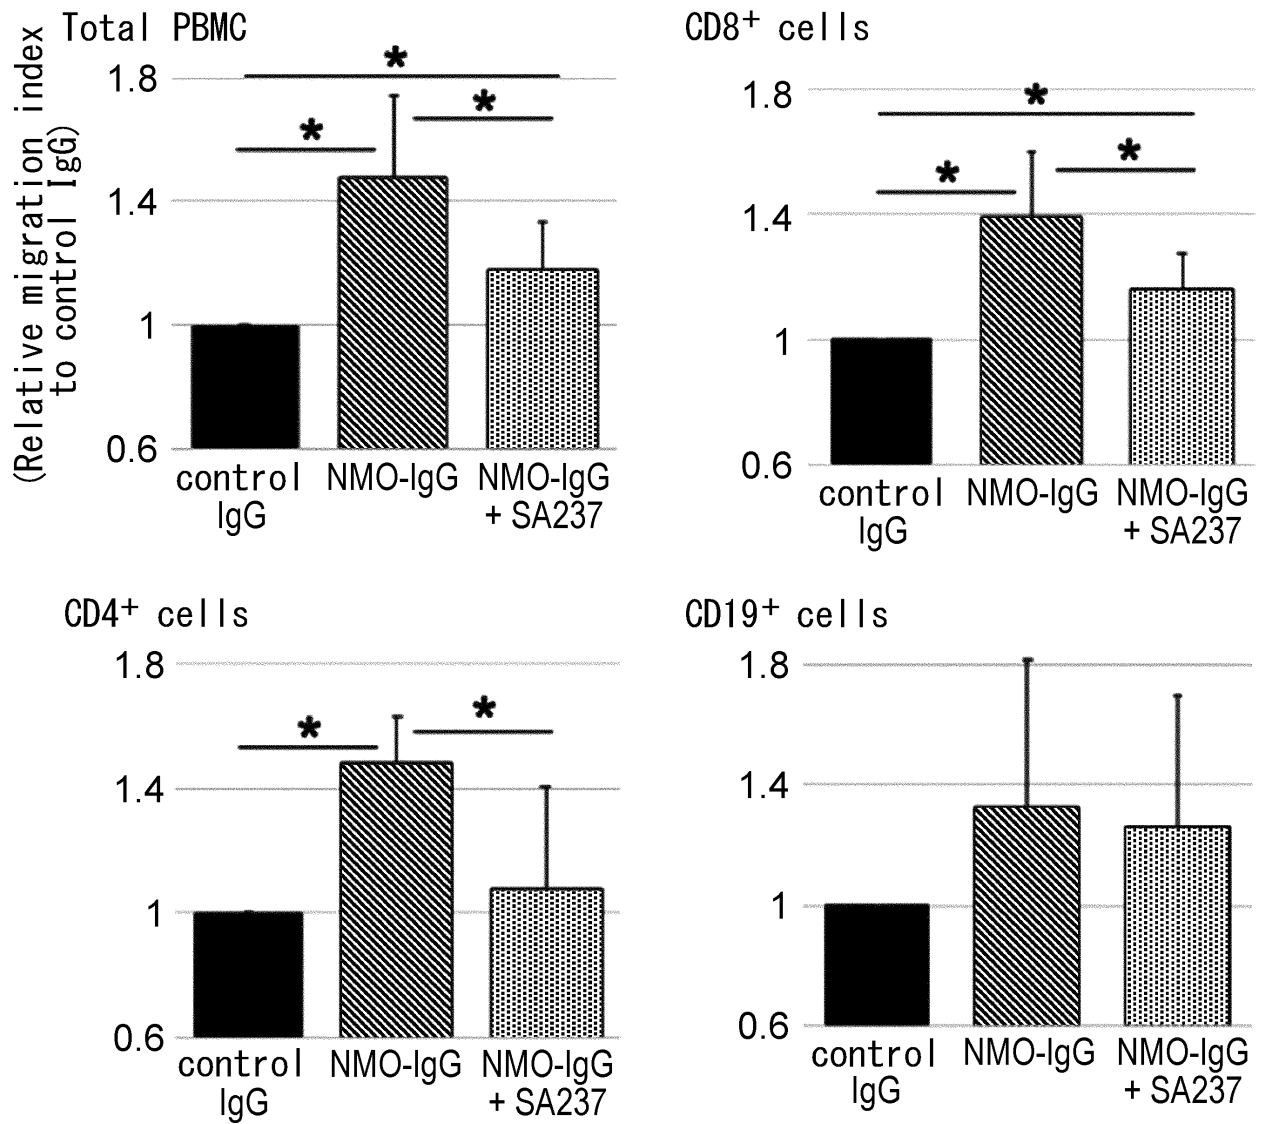 Total PBMC
(Relative migration index
to control IgG)
1.8
1.4
1
0.6
*
*
*
control
IgG
NMO-IgG
NMO-IgG
+ SA237
CD8+ cells
1.8
1.4
1
0.6
*
*
*
control
IgG
NMO-IgG
NMO-IgG
+ SA237
CD4+ cells
1.8
1.4
1
0.6
*
*
control
IgG
NMO-IgG
NMO-IgG
+ SA237
CD19+ cells
1.8
1.4
1
0.6
control
IgG
NMO-IgG
NMO-IgG
+ SA237